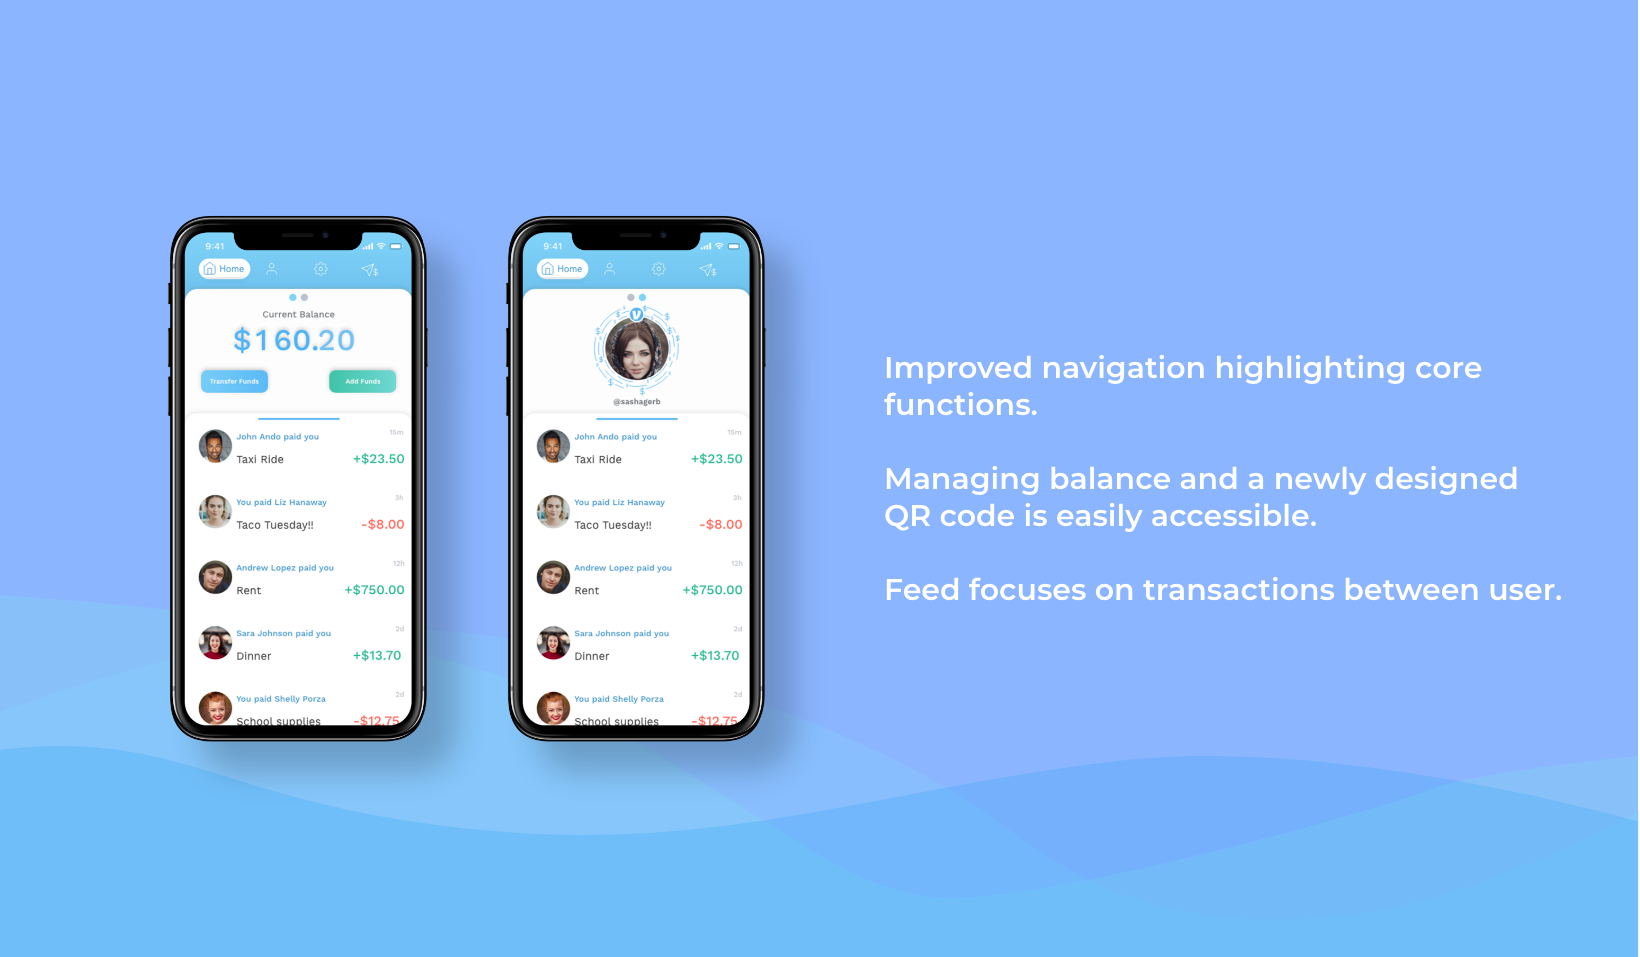 9:41
Home
Current Balance
$160.20
Transfer Funds
Add Funds
John Ando paid you
15m
Taxi Ride
+$23.50
You paid Liz Hanaway
3h
Taco Tuesday!!
-$8.00
Andrew Lopez paid you
12h
Rent
+$750.00
Sara Johnson paid you
2d
Dinner
+$13.70
You paid Shelly Porza
2d
School supplies
-$12.75
9:41
Home
@sashagerb
John Ando paid you
15m
Taxi Ride
+$23.50
You paid Liz Hanaway
3h
Taco Tuesday!!
-$8.00
Andrew Lopez paid you
12h
Rent
+$750.00
Sara Johnson paid you
2d
Dinner
+$13.70
You paid Shelly Porza
2d
School supplies
-$12.75
Improved navigation highlighting core
functions.
Managing balance and a newly designed
QR code is easily accessible.
Feed focuses on transactions between user.